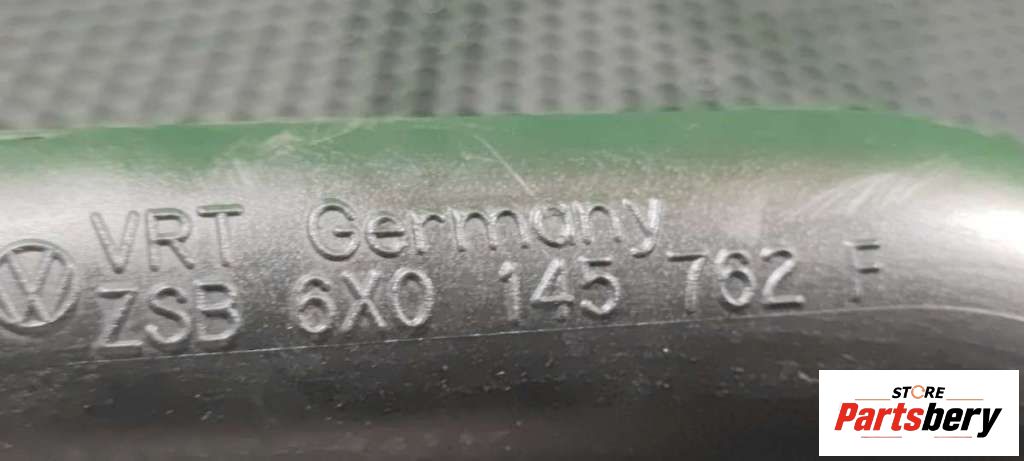 VRT Germany
ZSB 6X0 145 762 F
STORE
Partsbery